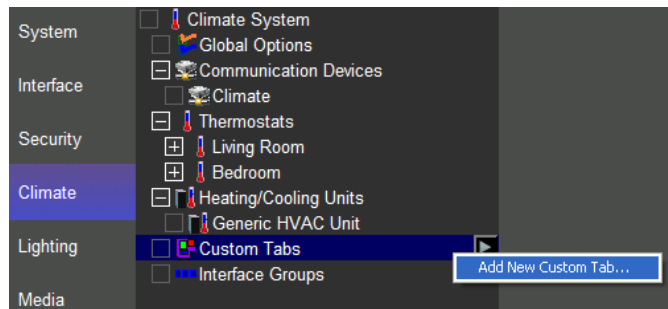 System
Interface
Security
Climate
Lighting
Media
Climate System
Global Options
Communication Devices
Climate
Thermostats
Living Room
Bedroom
Heating/Cooling Units
Generic HVAC Unit
Custom Tabs
Interface Groups
Add New Custom Tab...